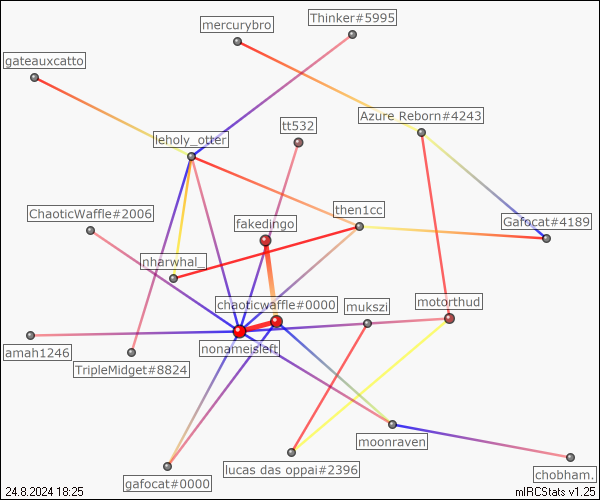 Thinker#5995
mercurybro
gateauxcatto
Azure Reborn#4243
tt532
leholy_otter
ChaoticWaffle#2006
then1cc
fakedingo
Gafocat#4189
nharwhal_
chaoticwaffle#0000
mukszi
motorthud
nonameisleft
amah1246
TripleMidget#8824
moonraven
lucas das oppai#2396
chobham.
gafocat#0000
24.8.2024 18:25
mIRCStats v1.25